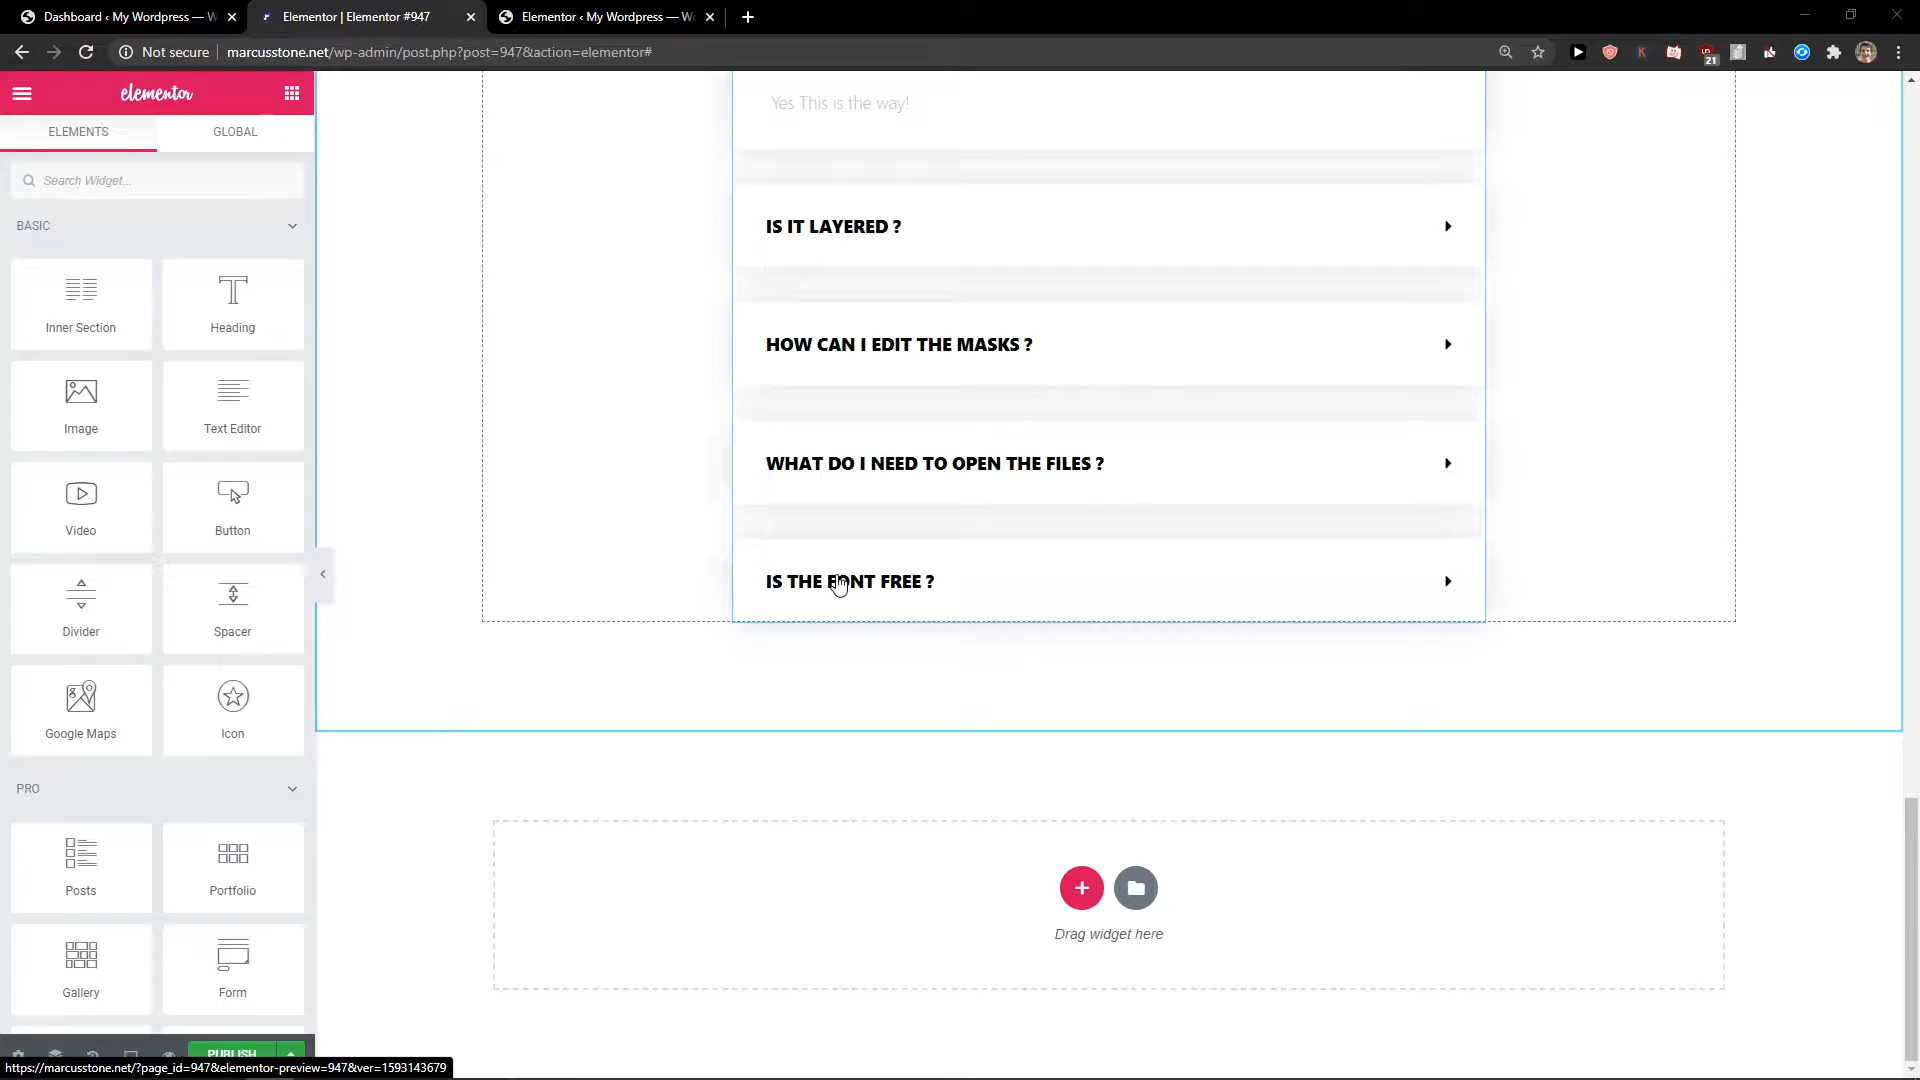 Dashboard ‹ My Wordpress — W
Elementor | Elementor #947
Elementor ‹ My Wordpress — Wo
Not secure
marcusstone.net/wp-admin/post.php?post=947&action=elementor#
21
elementor
ELEMENTS
GLOBAL
Search Widget...
BASIC
Inner Section
Heading
Image
Text Editor
Video
Button
Divider
Spacer
Google Maps
Icon
PRO
Posts
Portfolio
Gallery
Form
PUBLISH
https://marcusstone.net/?page_id=947&elementor-preview=947&ver=1593143679
Yes This is the way!
IS IT LAYERED ?
HOW CAN I EDIT THE MASKS ?
WHAT DO I NEED TO OPEN THE FILES ?
IS THE FONT FREE ?
Drag widget here